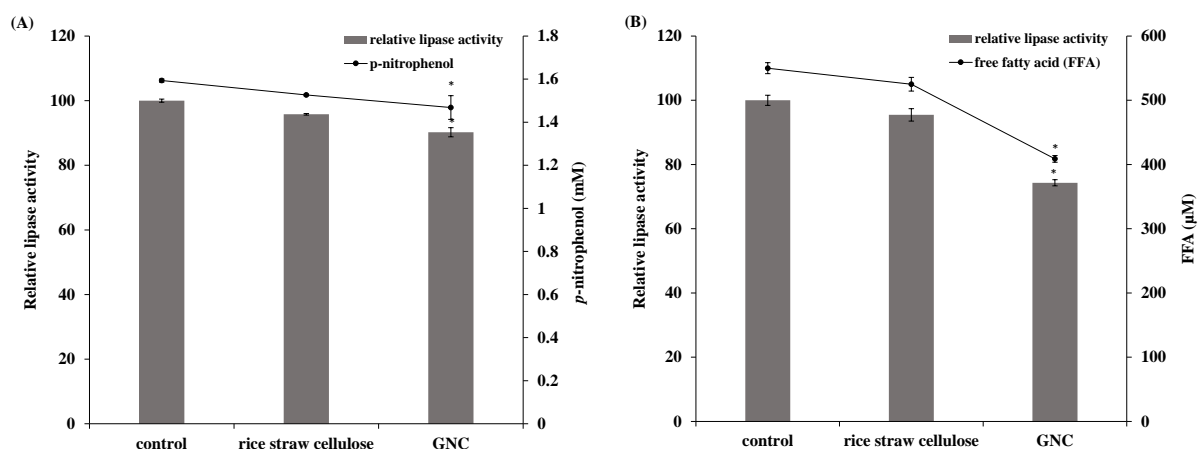 (A)
relative lipase activity
p-nitrophenol
Relative lipase activity
120
100
80
60
40
20
0
*
*
1.8
1.6
1.4
1.2
1
0.8
0.6
0.4
0.2
0
p-nitrophenol (mM)
control
rice straw cellulose
GNC
(B)
relative lipase activity
free fatty acid (FFA)
Relative lipase activity
120
100
80
60
40
20
0
*
*
600
500
400
300
200
100
0
FFA (µM)
control
rice straw cellulose
GNC